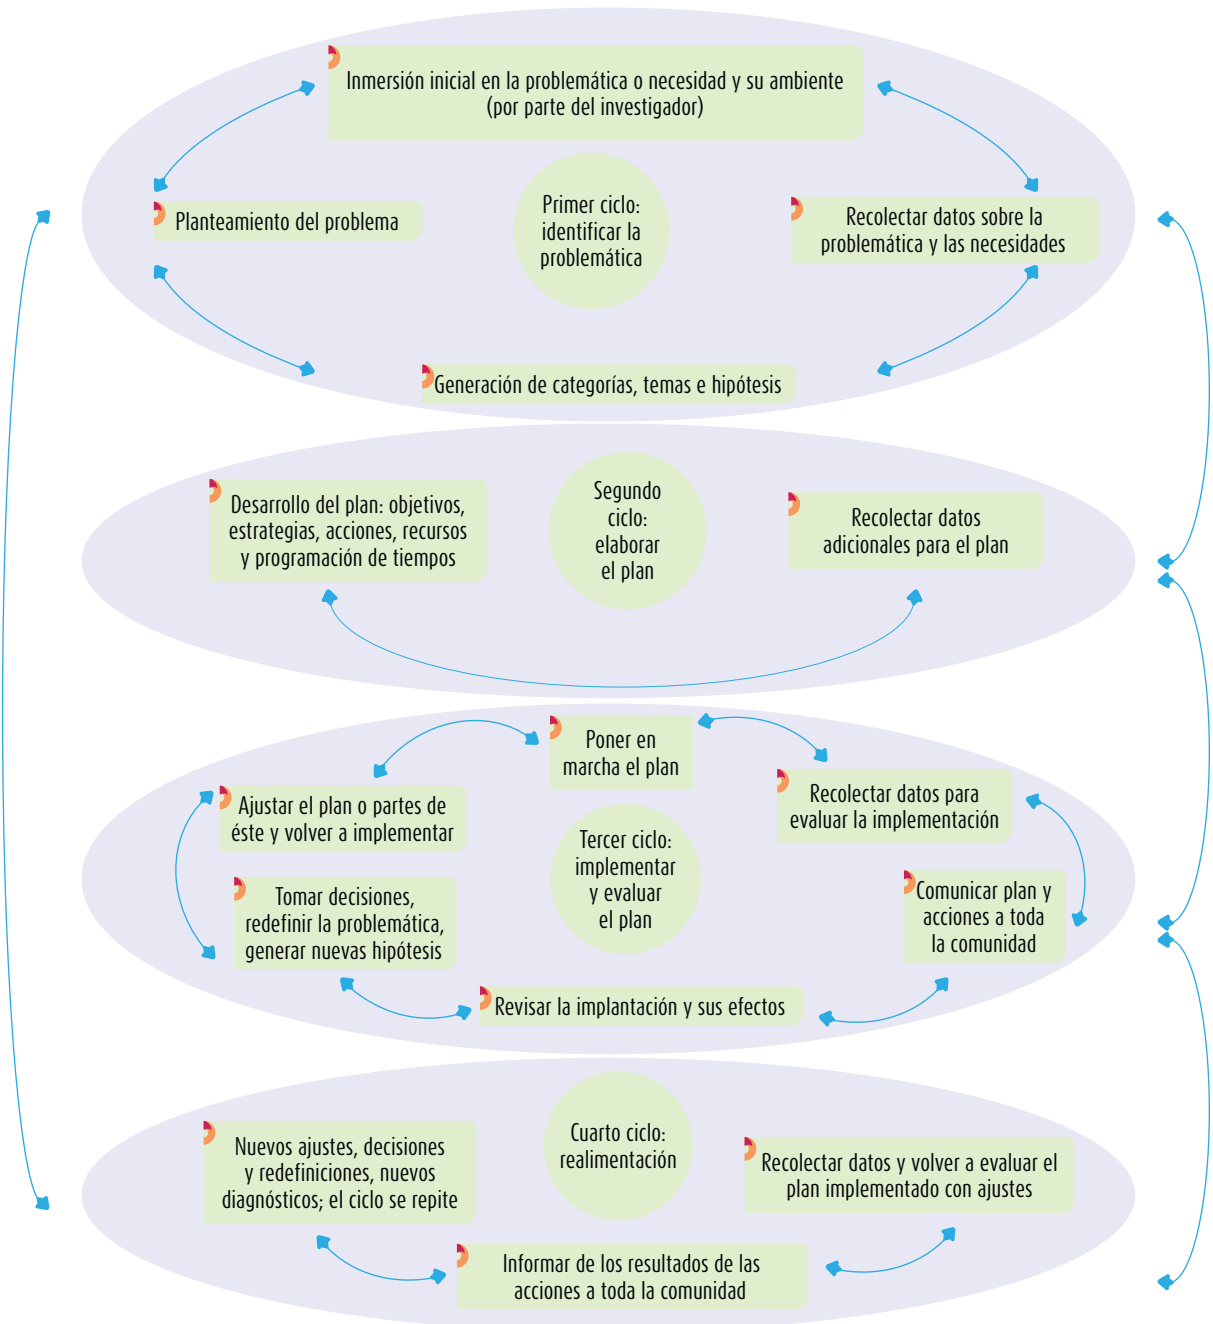 Inmersión inicial en la problemática o necesidad y su ambiente
(por parte del investigador)
Planteamiento del problema
Primer ciclo:
identificar la
problemática
Recolectar datos sobre la
problemática y las necesidades
Generación de categorías, temas e hipótesis
Desarrollo del plan: objetivos,
estrategias, acciones, recursos
y programación de tiempos
Segundo
ciclo:
elaborar
el plan
Recolectar datos
adicionales para el plan
Poner en
marcha el plan
Ajustar el plan o partes de
éste y volver a implementar
Recolectar datos para
evaluar la implementación
Tercer ciclo:
implementar
y evaluar
el plan
Tomar decisiones,
redefinir la problemática,
generar nuevas hipótesis
Comunicar plan y
acciones a toda
la comunidad
Revisar la implantación y sus efectos
Nuevos ajustes, decisiones
y redefiniciones, nuevos
diagnósticos; el ciclo se repite
Cuarto ciclo:
realimentación
Recolectar datos y volver a evaluar el
plan implementado con ajustes
Informar de los resultados de las
acciones a toda la comunidad